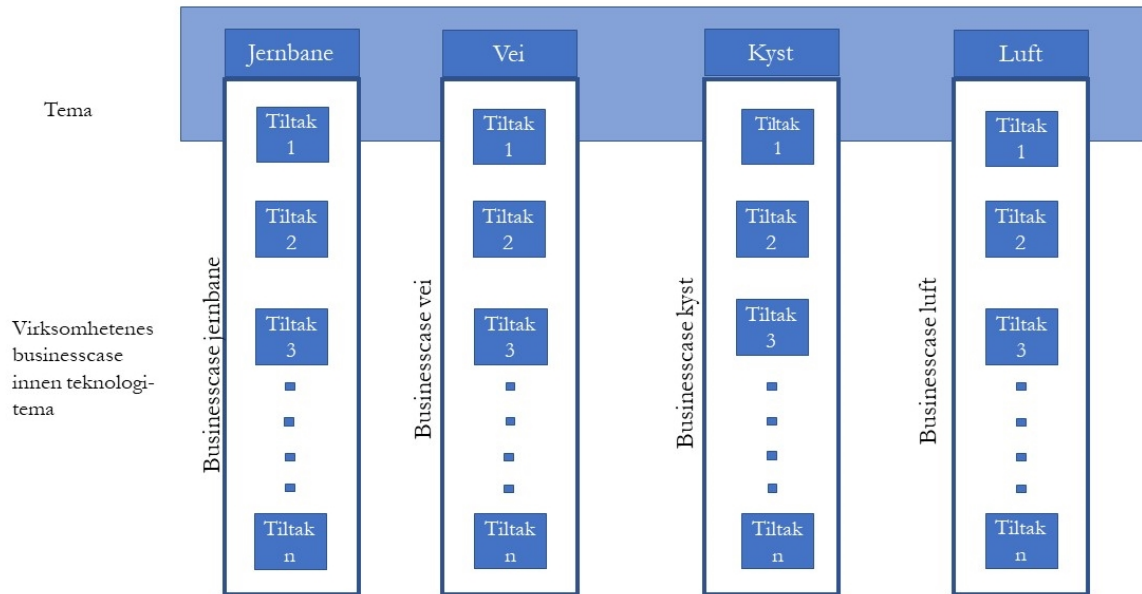 Jernbane
Vei
Kyst
Luft
Tema
Tiltak
1
Tiltak
1
Tiltak
1
Tiltak
1
Tiltak
2
Tiltak
2
Tiltak
2
Tiltak
2
Virksomhetenes
businesscase
innen teknologi-
tema
Businesscase jernbane
Tiltak
3
Businesscase vei
Tiltak
3
Businesscase kyst
Tiltak
3
Businesscase luft
Tiltak
3
Tiltak
n
Tiltak
n
Tiltak
n
Tiltak
n